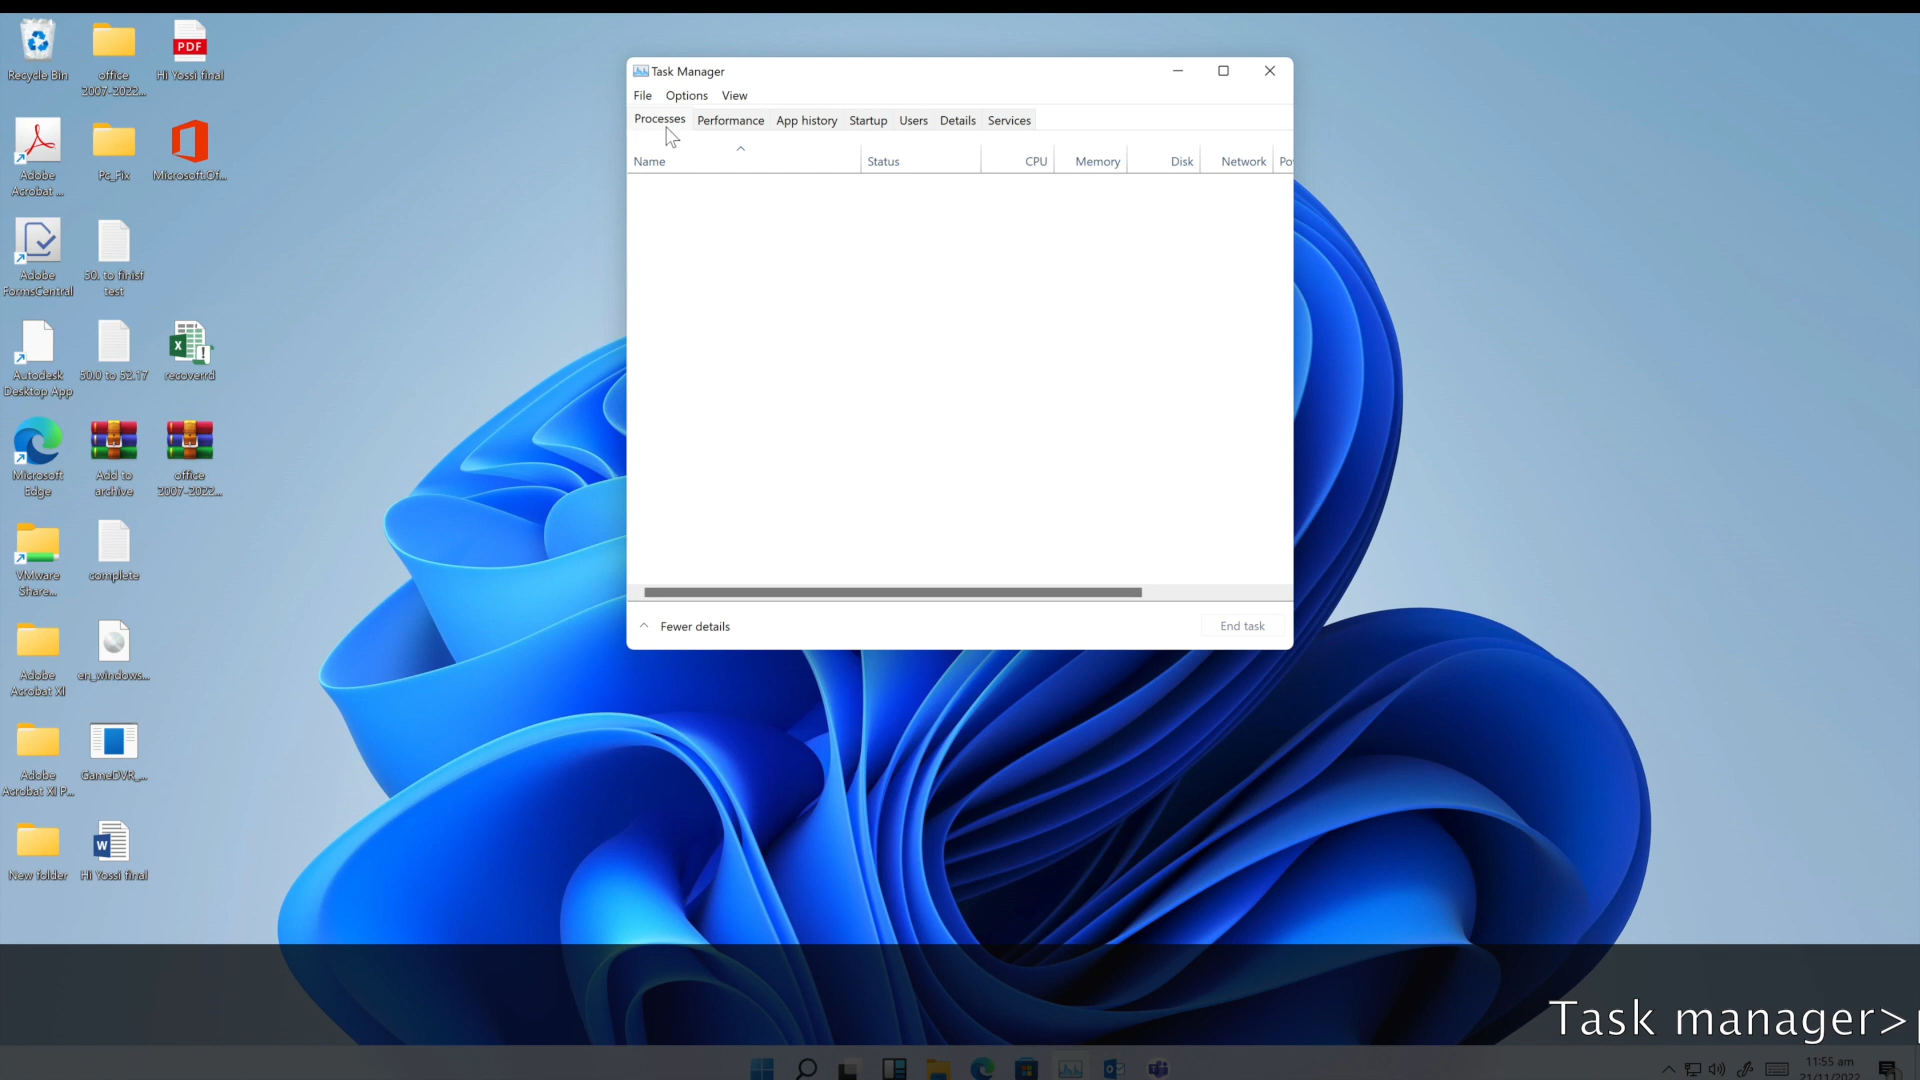 Recycle Bin
office
2007-2022...
PDF
Hi Yossi final
Adobe
Acrobat ...
Pc_Fix
Microsoft.Of...
Adobe
FormsCentral
50. to finisf
test
Autodesk
Desktop App
50.0 to 52.17
recoverrd
Microsoft
Edge
Add to
archive
office
2007-2022...
VMware
Share...
complete
Adobe
Acrobat XI
en_windows...
Adobe
Acrobat XI P...
GameDVR_...
New folder
Hi Yossi final
Task Manager
File Options View
Processes Performance App history Startup Users Details Services
Name Status CPU Memory Disk Network Po
Fewer details End task
Task manager>
11:55 am
21/11/2022